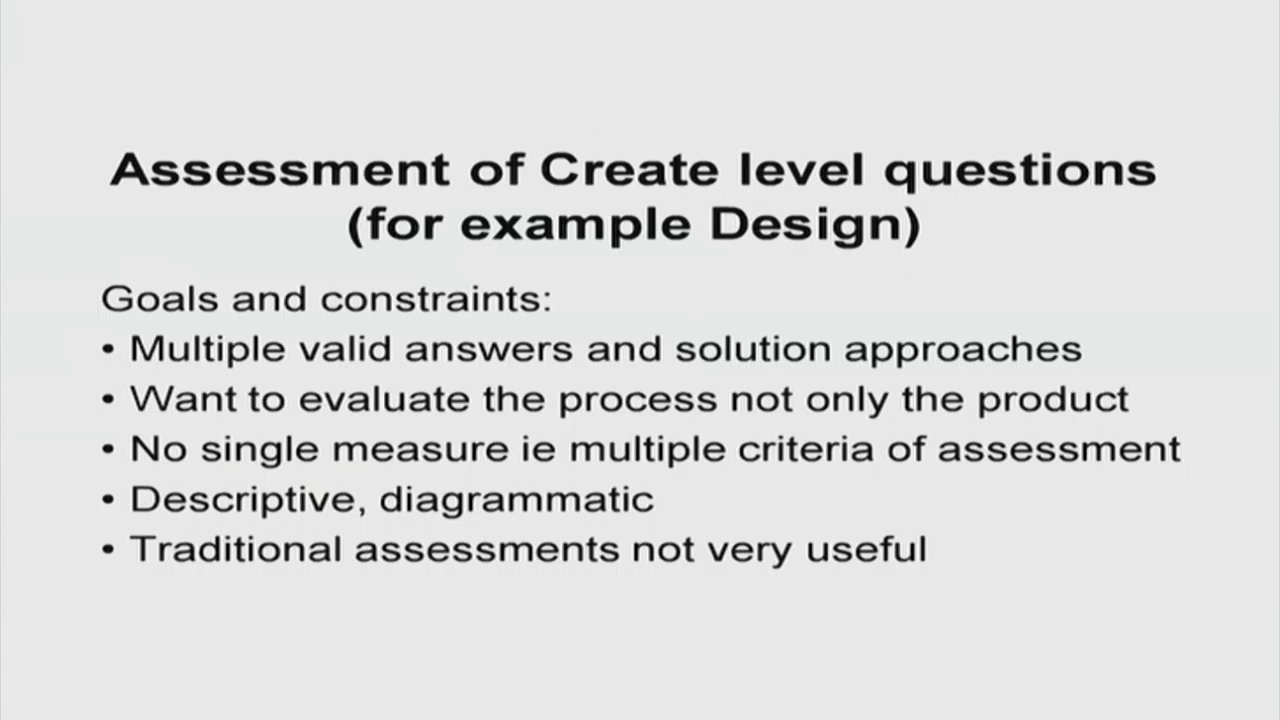 Assessment of Create level questions
(for example Design)
Goals and constraints:
• Multiple valid answers and solution approaches
• Want to evaluate the process not only the product
• No single measure ie multiple criteria of assessment
• Descriptive, diagrammatic
• Traditional assessments not very useful